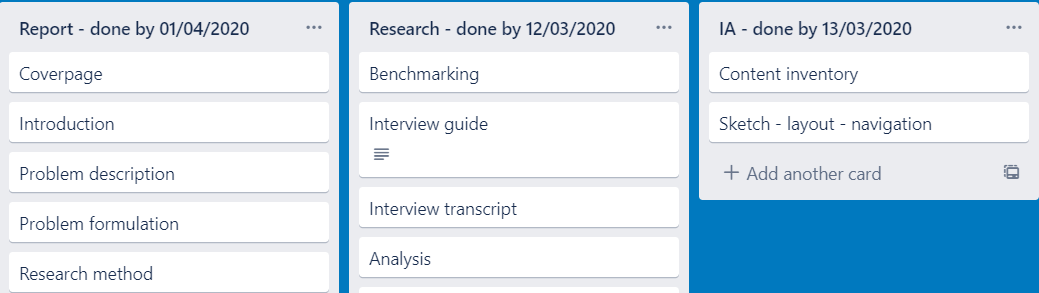 Report - done by 01/04/2020
Coverpage
Introduction
Problem description
Problem formulation
Research method
Research - done by 12/03/2020
Benchmarking
Interview guide
Interview transcript
Analysis
IA - done by 13/03/2020
Content inventory
Sketch - layout - navigation
+ Add another card